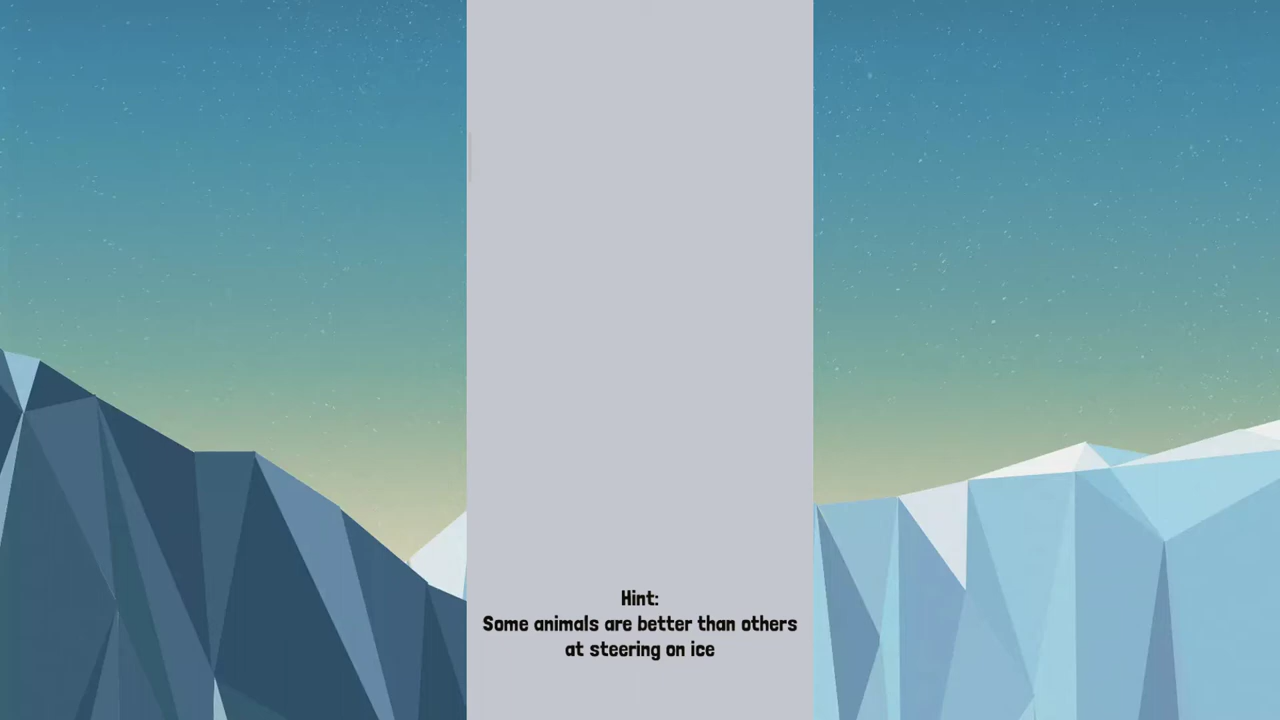 Hint:
Some animals are better than others
at steering on ice